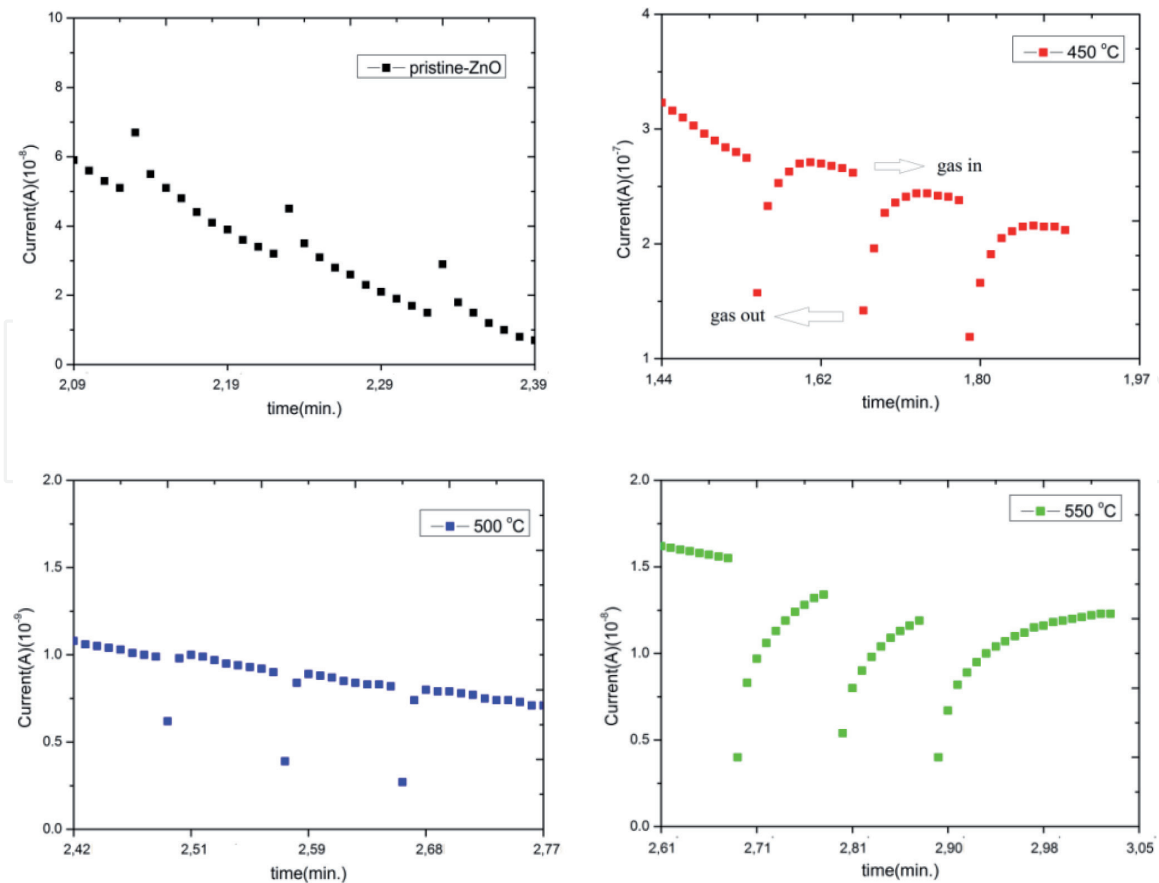 pristine-ZnO
Current(A)(10⁻⁸)
10
8
6
4
2
0
2,09
2,19
2,29
2,39
time(min.)
450 °C
gas in
gas out
Current(A)(10⁻⁷)
4
3
2
1
1,44
1,62
1,80
1,97
time(min.)
500 °C
Current(A)(10⁻⁹)
2.0
1.5
1.0
0.5
0.0
2,42
2,51
2,59
2,68
2,77
time(min.)
550 °C
Current(A)(10⁻⁸)
2.0
1.5
1.0
0.5
0.0
2,61
2,71
2,81
2,90
2,98
3,05
time(min.)